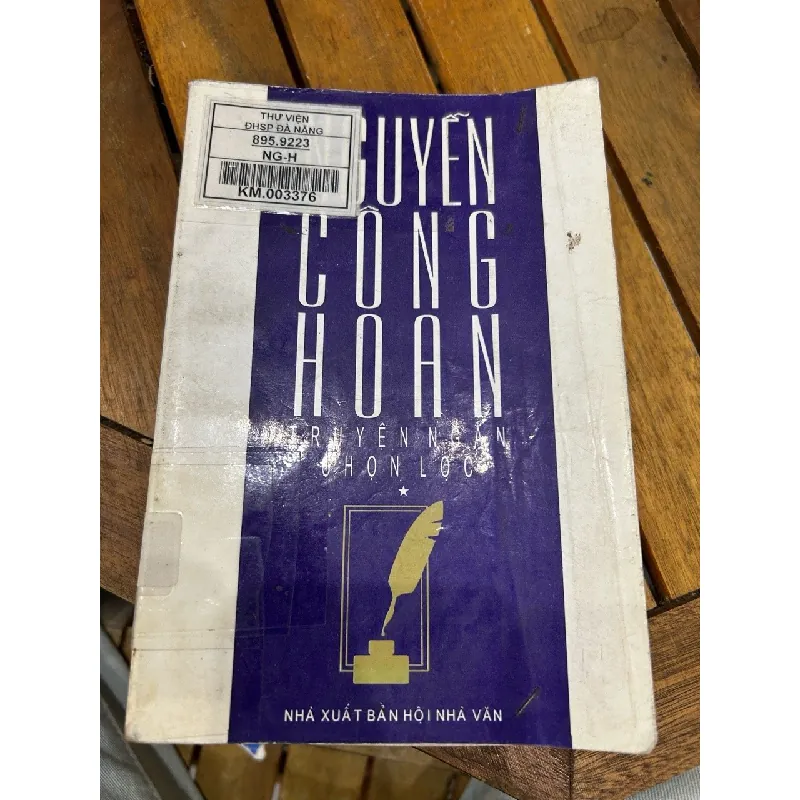 THƯ VIỆN
ĐHSP ĐÀ NẴNG
895.9223
NG-H
KM.003376
GUYỄN
CÔNG
HOAN
TRUYỆN NGẮN
CHỌN LỌC
NHÀ XUẤT BẢN HỘI NHÀ VĂN